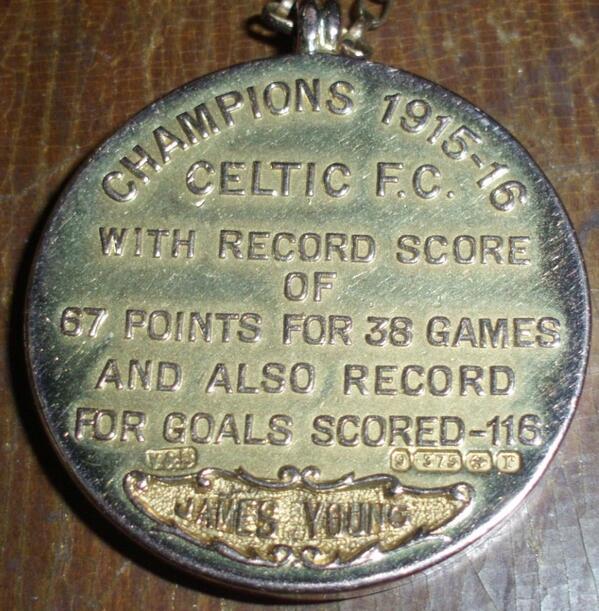 CHAMPIONS 1915-16
CELTIC F.C.
WITH RECORD SCORE
OF
67 POINTS FOR 38 GAMES
AND ALSO RECORD
FOR GOALS SCORED-116
9 375 T
JAMES YOUNG